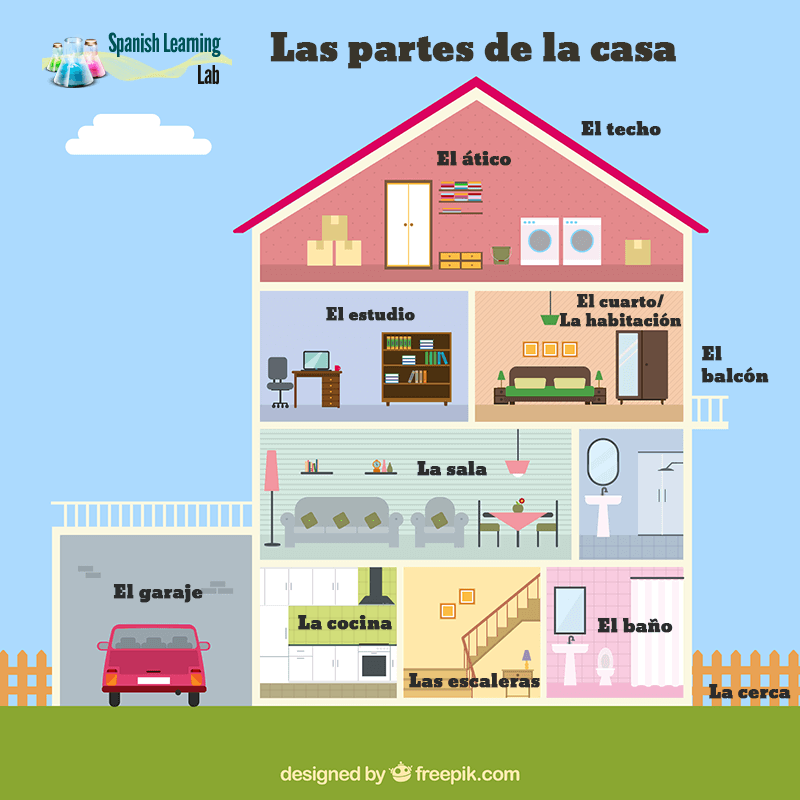 Spanish Learning
Lab
Las partes de la casa
El techo
El ático
El estudio
El cuarto/
La habitación
El
balcón
La sala
El garaje
La cocina
El baño
Las escaleras
La cerca
designed by freepik.com